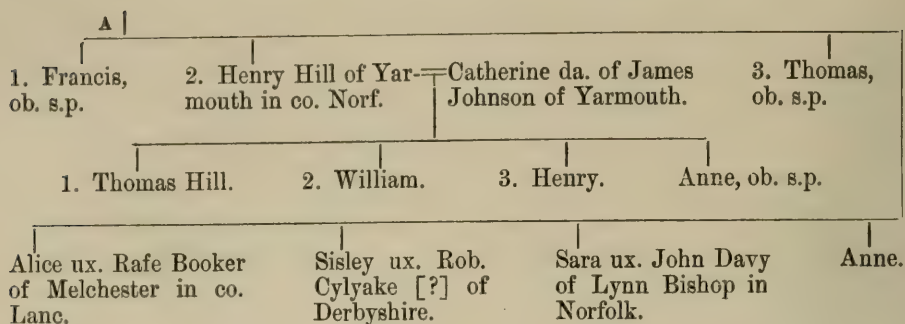 A
1. Francis,
ob. s.p.
2. Henry Hill of Yar-
mouth in co. Norf.
Catherine da. of James
Johnson of Yarmouth.
3. Thomas,
ob. s.p.
1. Thomas Hill.
2. William.
3. Henry.
Anne, ob. s.p.
Alice ux. Rafe Booker
of Melchester in co.
Lanc.
Sisley ux. Rob.
Cylyake [?] of
Derbyshire.
Sara ux. John Davy
of Lynn Bishop in
Norfolk.
Anne.